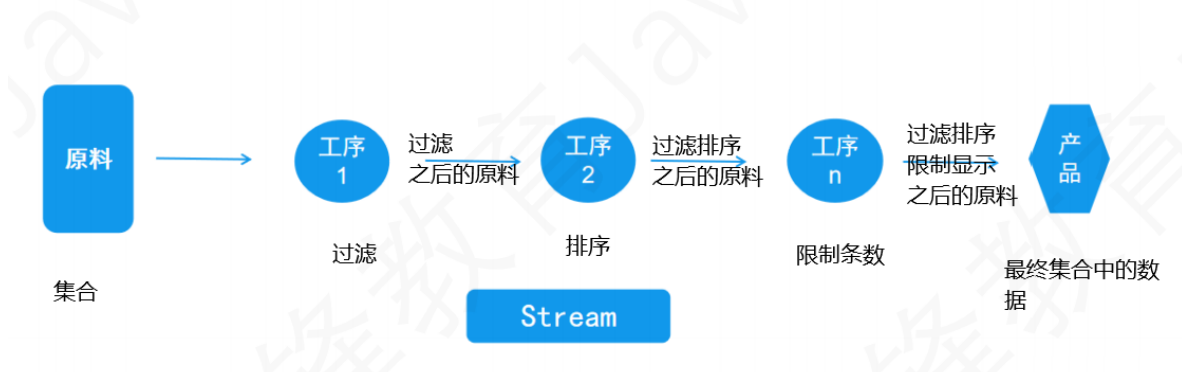 原料
工序
1
过滤
之后的原料
工序
2
过滤排序
之后的原料
工序
n
过滤排序
限制显示
之后的原料
产
品
过滤
排序
限制条数
最终集合中的数
据
集合
Stream